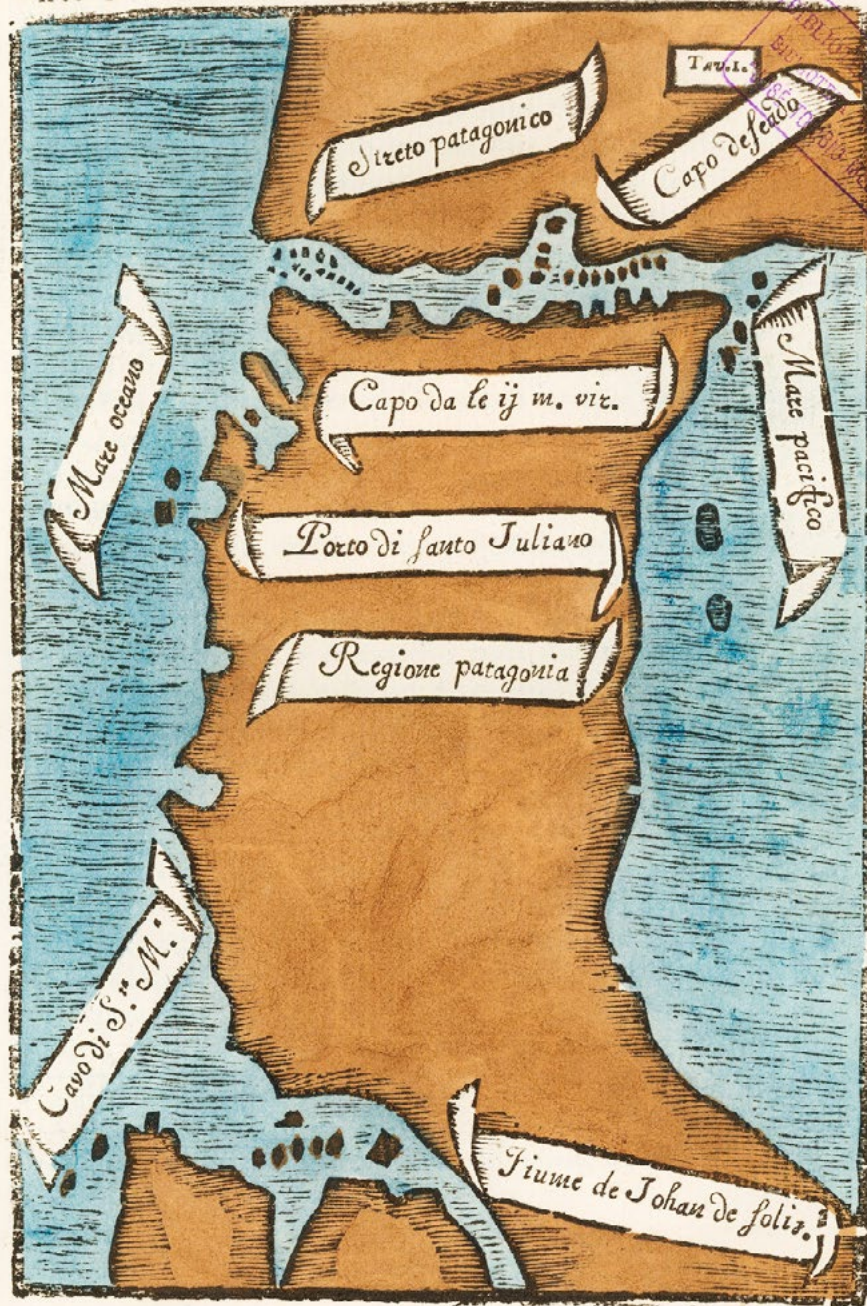 Streto patagonico
Tav. I.
Capo deseado
Mare oceano
Mare pacifico
Capo da le ij m. vir.
Porto di santo Juliano
Regione patagonia
Cavo di S.ta M.a
Fiume de Johan de solis.